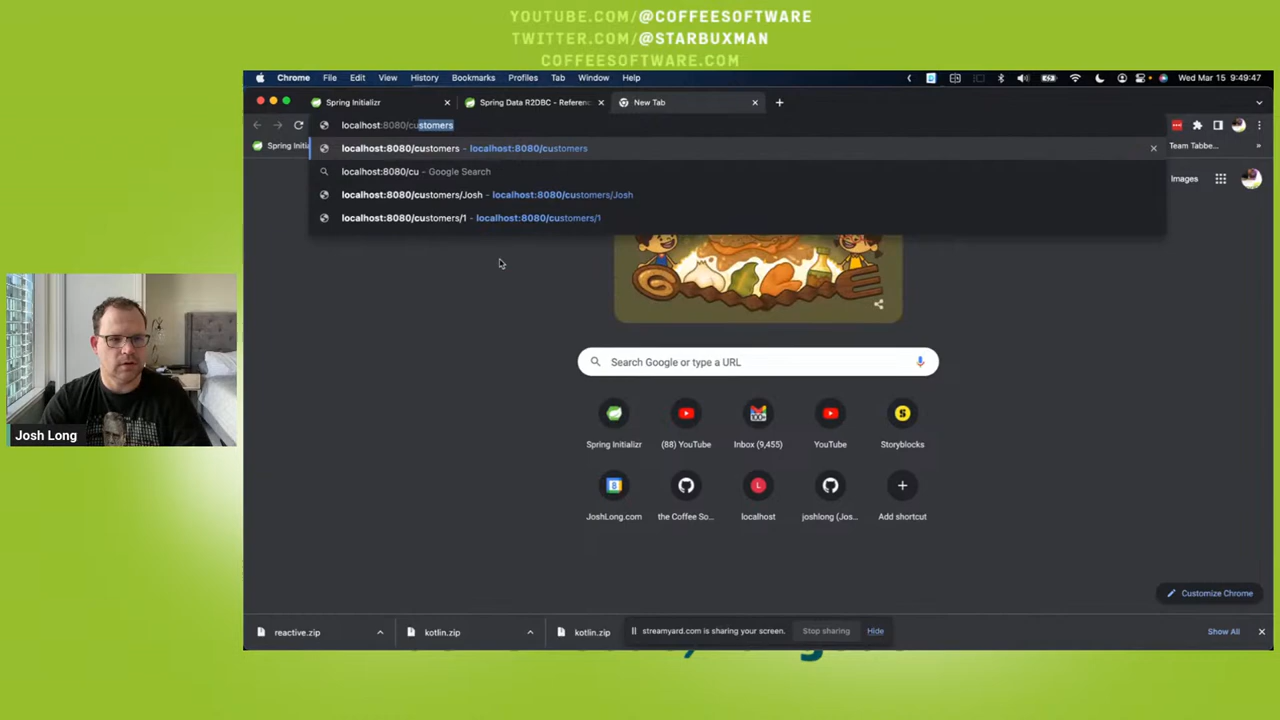 YOUTUBE.COM/@COFFEESOFTWARE
TWITTER.COM/@STARBUXMAN
COFFEESOFTWARE.COM
Chrome File Edit View History Bookmarks Profiles Tab Window Help
Wed Mar 15 9:49:47
Spring Initializr
Spring Data R2DBC - Referen
New Tab
localhost:8080/customers
Spring Initia
Team Tabbe...
localhost:8080/customers - localhost:8080/customers
localhost:8080/cu - Google Search
Images
localhost:8080/customers/Josh - localhost:8080/customers/Josh
localhost:8080/customers/1 - localhost:8080/customers/1
Search Google or type a URL
Spring Initializr
(88) YouTube
Inbox (9,455)
YouTube
Storyblocks
L
JoshLong.com
the Coffee So...
localhost
joshlong (Jos...
Add shortcut
Josh Long
Customize Chrome
reactive.zip
kotlin.zip
kotlin.zip
streamyard.com is sharing your screen.
Stop sharing
Hide
Show All